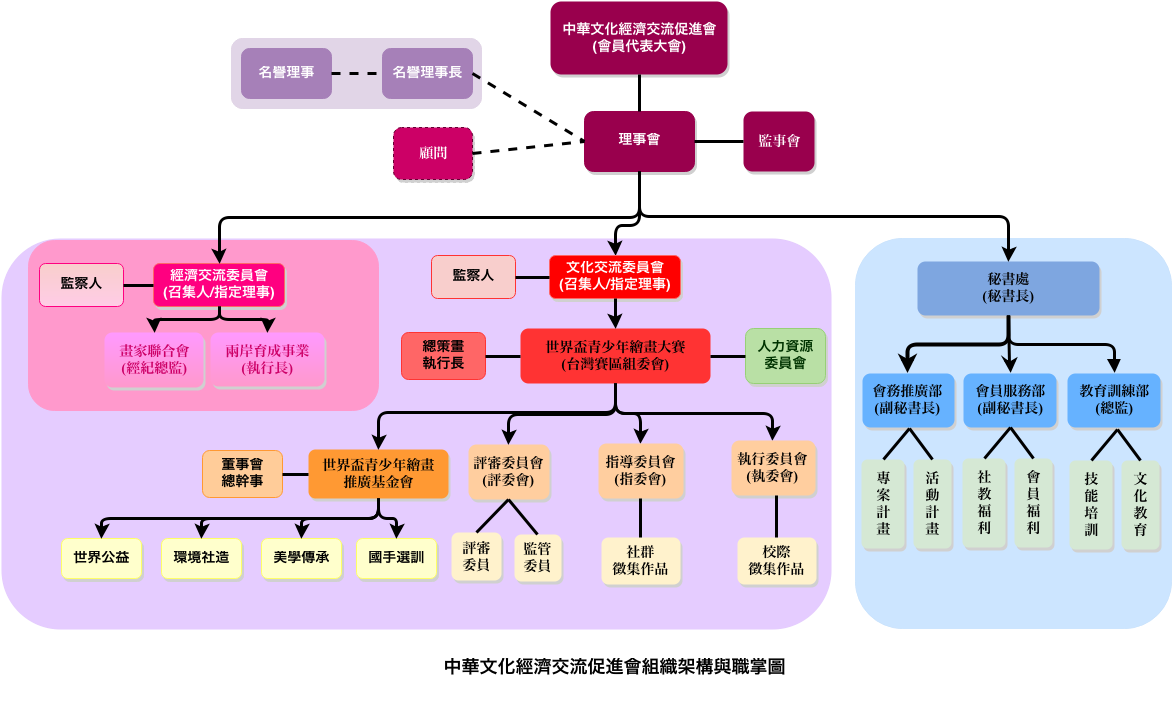 中華文化經濟交流促進會
(會員代表大會)
名譽理事
名譽理事長
理事會
監事會
顧問
監察人
經濟交流委員會
(召集人/指定理事)
畫家聯合會
(經紀總監)
兩岸育成事業
(執行長)
監察人
文化交流委員會
(召集人/指定理事)
總策畫
執行長
世界盃青少年繪畫大賽
(台灣賽區組委會)
人力資源
委員會
秘書處
(秘書長)
會務推廣部
(副秘書長)
會員服務部
(副秘書長)
教育訓練部
(總監)
專案計畫
活動計畫
社教福利
會員福利
技能培訓
文化教育
董事會
總幹事
世界盃青少年繪畫
推廣基金會
評審委員會
(評委會)
指導委員會
(指委會)
執行委員會
(執委會)
世界公益
環境社造
美學傳承
國手選訓
評審
委員
監管
委員
社群
徵集作品
校際
徵集作品
中華文化經濟交流促進會組織架構與職掌圖